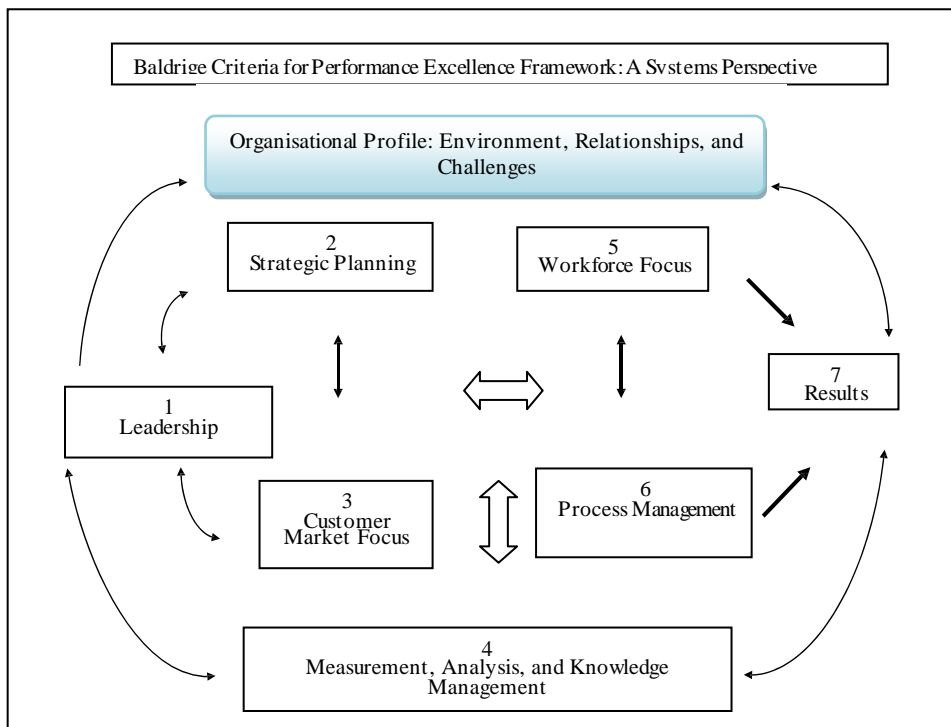 Baldrige Criteria for Performance Excellence Framework: A Systems Perspective
Organisational Profile: Environment, Relationships, and
Challenges
2
Strategic Planning
5
Workforce Focus
7
Results
1
Leadership
3
Customer
Market Focus
6
Process Management
4
Measurement, Analysis, and Knowledge
Management